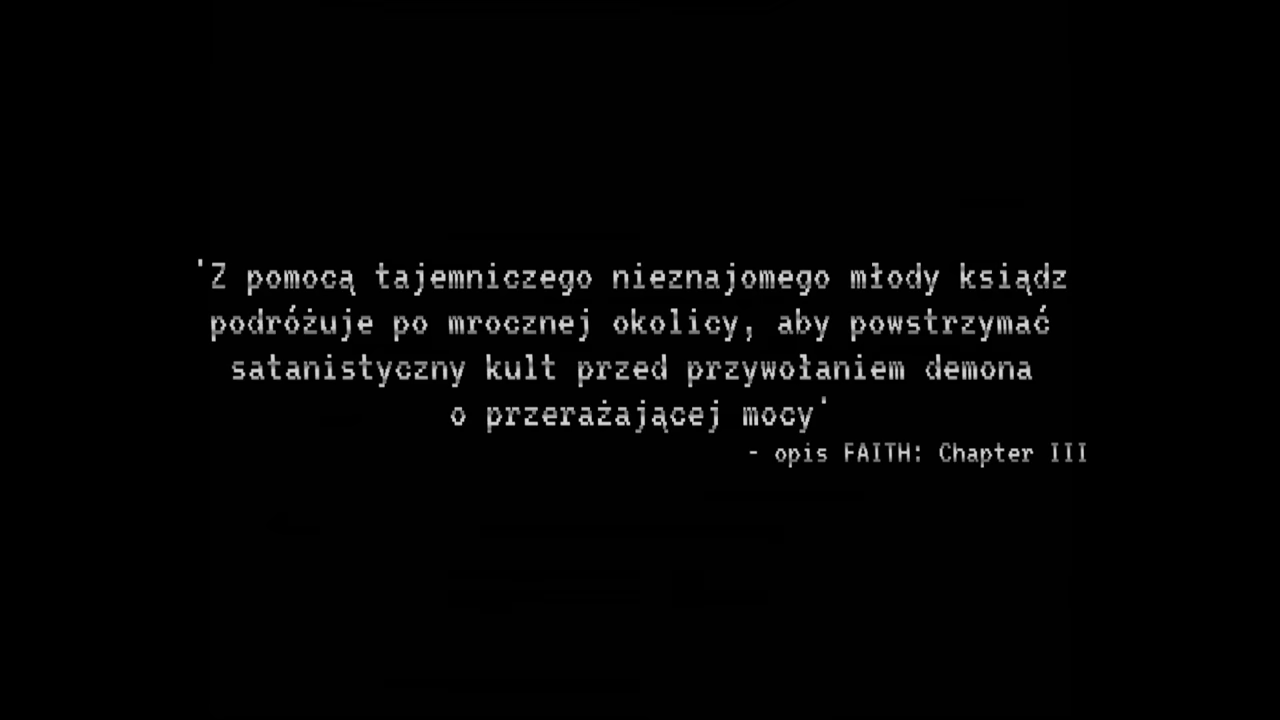 'Z pomocą tajemniczego nieznajomego młody ksiądz
podróżuje po mrocznej okolicy, aby powstrzymać
satanistyczny kult przed przywołaniem demona
o przerażającej mocy'
- opis FAITH: Chapter III